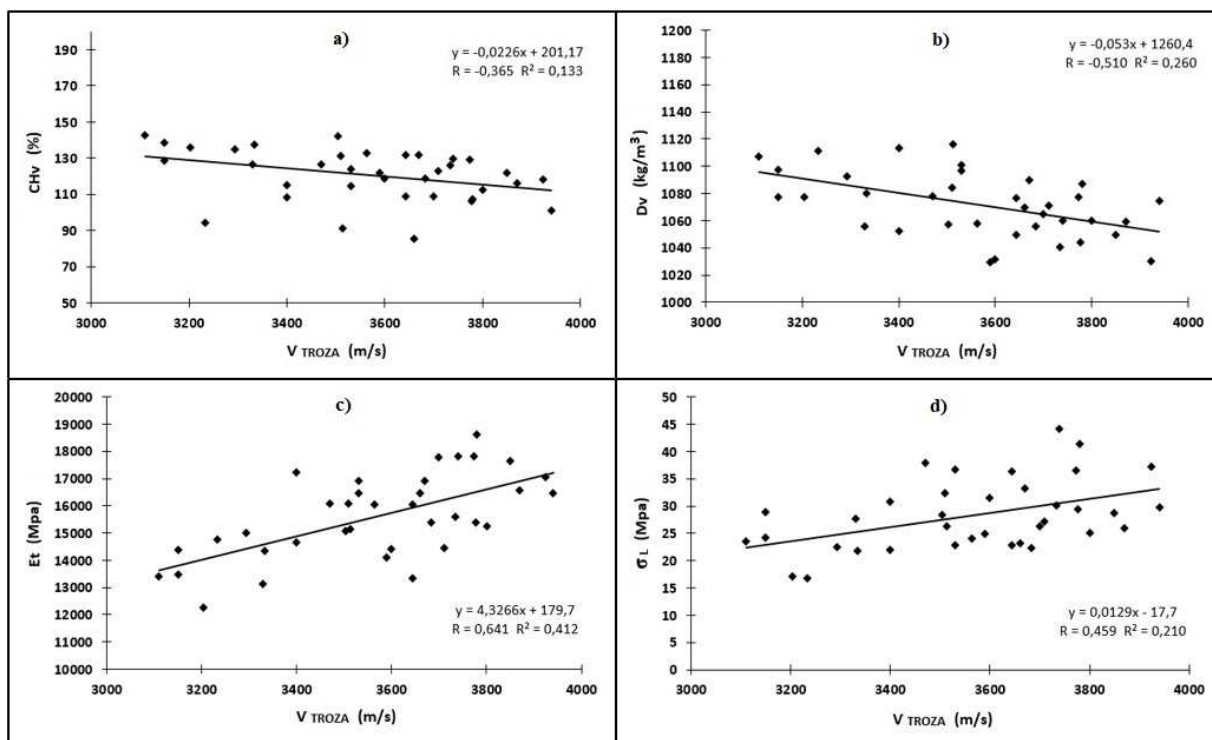 a)
y = -0,0226x + 201,17
R = -0,365 R² = 0,133
190
170
150
130
110
90
70
50
CHv (%)
3000 3200 3400 3600 3800 4000
V TROZA (m/s)
b)
y = -0,053x + 1260,4
R = -0,510 R² = 0,260
1200
1180
1160
1140
1120
1100
1080
1060
1040
1020
1000
Dv (kg/m³)
3000 3200 3400 3600 3800 4000
V TROZA (m/s)
c)
20000
19000
18000
17000
16000
15000
14000
13000
12000
11000
10000
Et (Mpa)
y = 4,3266x + 179,7
R = 0,641 R² = 0,412
3000 3200 3400 3600 3800 4000
V TROZA (m/s)
d)
50
45
40
35
30
25
20
15
10
5
0
σ L (Mpa)
y = 0,0129x - 17,7
R = 0,459 R² = 0,210
3000 3200 3400 3600 3800 4000
V TROZA (m/s)